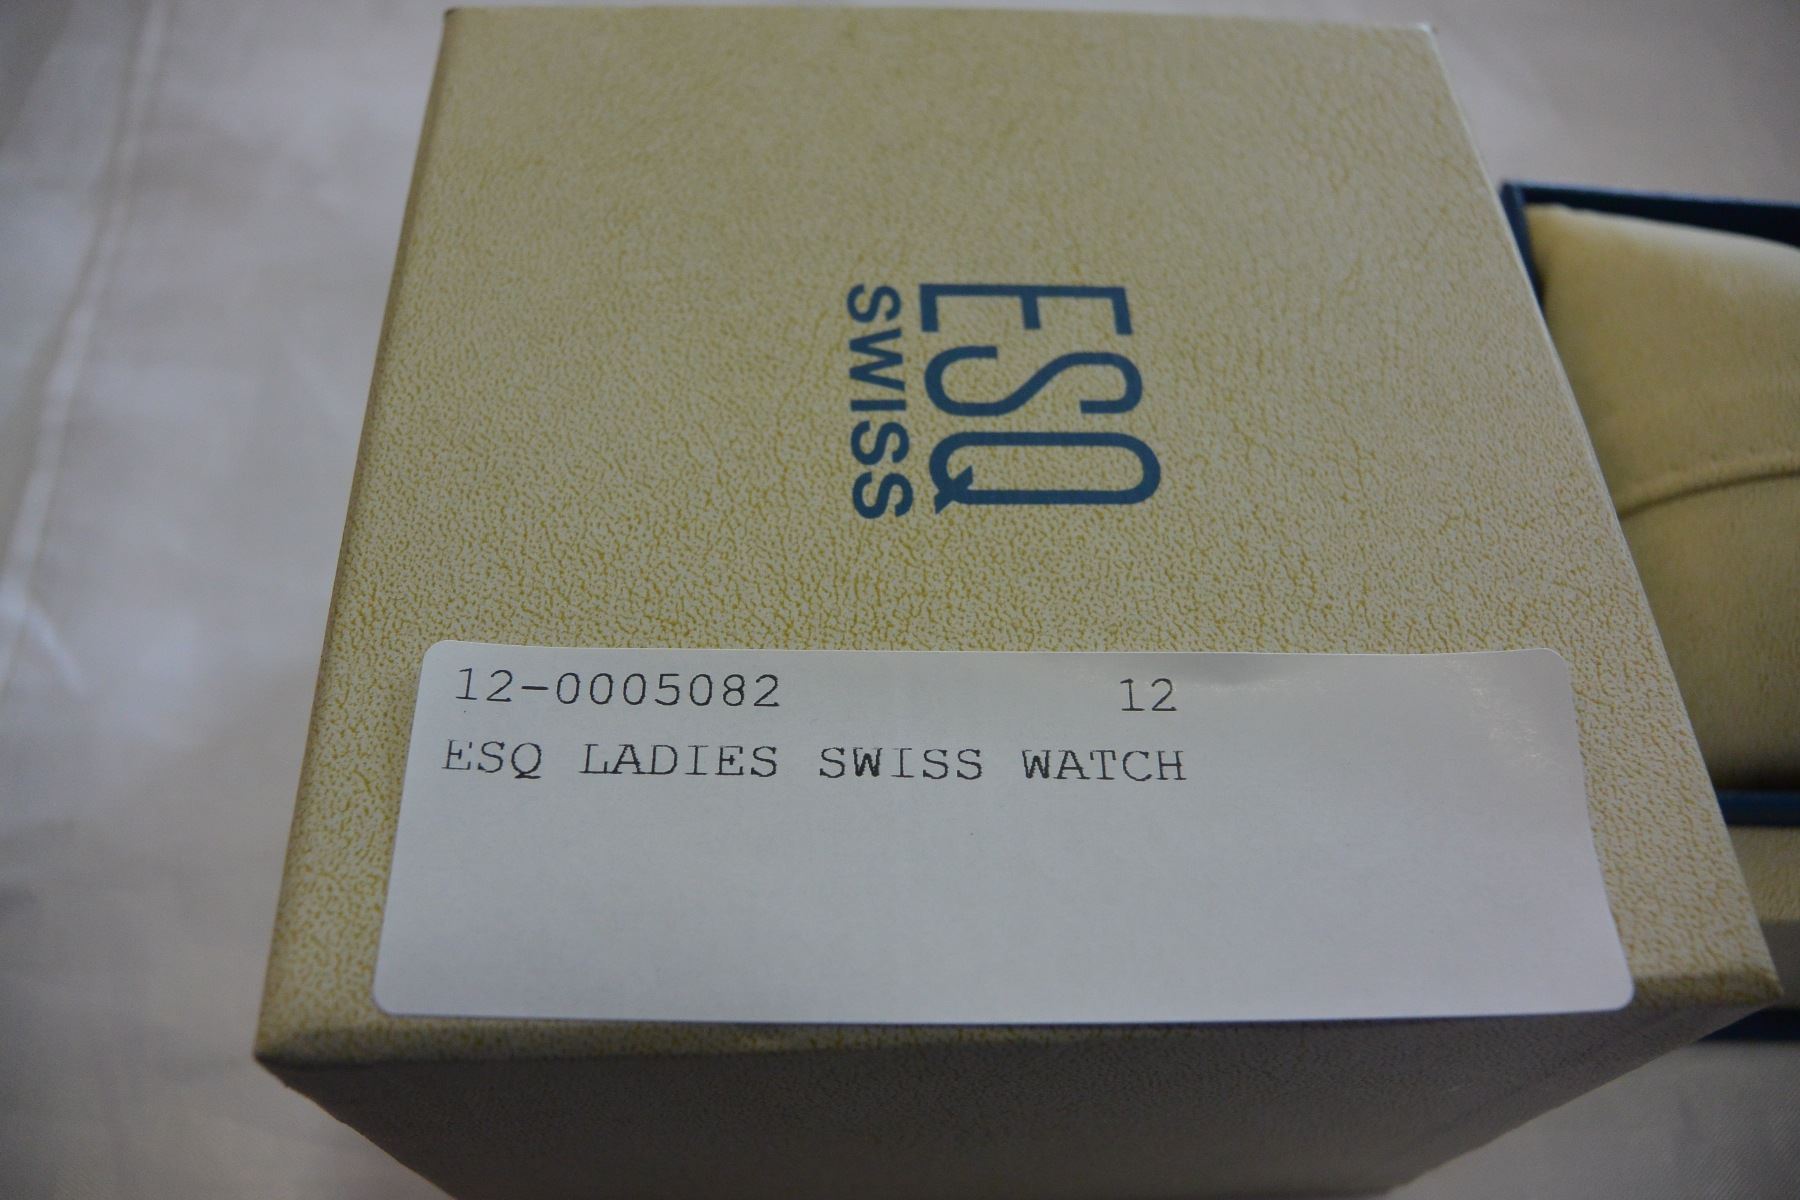 ESQ
SWISS
12-0005082 12
ESQ LADIES SWISS WATCH